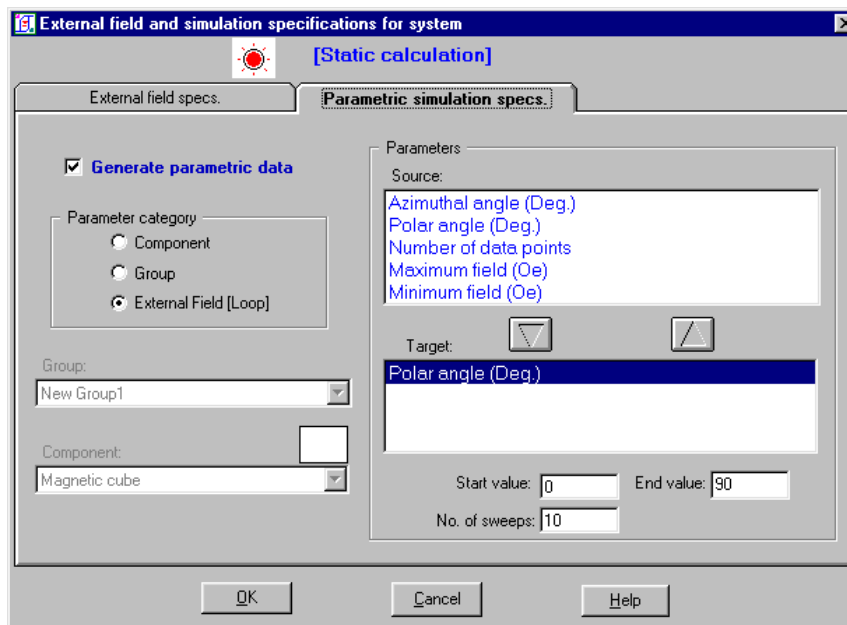 External field and simulation specifications for system
[Static calculation]
External field specs.
Parametric simulation specs.
Generate parametric data
Parameter category
Component
Group
External Field [Loop]
Group:
New Group1
Component:
Magnetic cube
Parameters
Source:
Azimuthal angle (Deg.)
Polar angle (Deg.)
Number of data points
Maximum field (Oe)
Minimum field (Oe)
Target:
Polar angle (Deg.)
Start value: 0
End value: 90
No. of sweeps: 10
OK
Cancel
Help